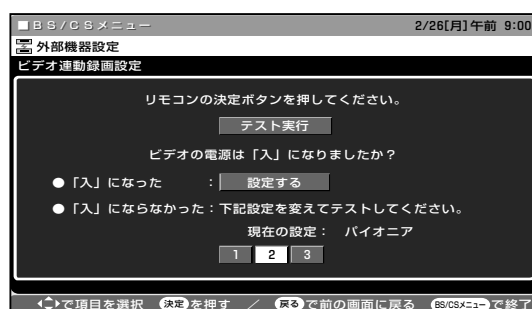 ■BS/CSメニュー 2/26[月]午前 9:00
外部機器設定
ビデオ連動録画設定
リモコンの決定ボタンを押してください。
テスト実行
ビデオの電源は「入」になりましたか?
●「入」になった : 設定する
●「入」にならなかった:下記設定を変えてテストしてください。
現在の設定: パイオニア
1 2 3
で項目を選択 決定を押す / 戻るで前の画面に戻る BS/CSメニューで終了